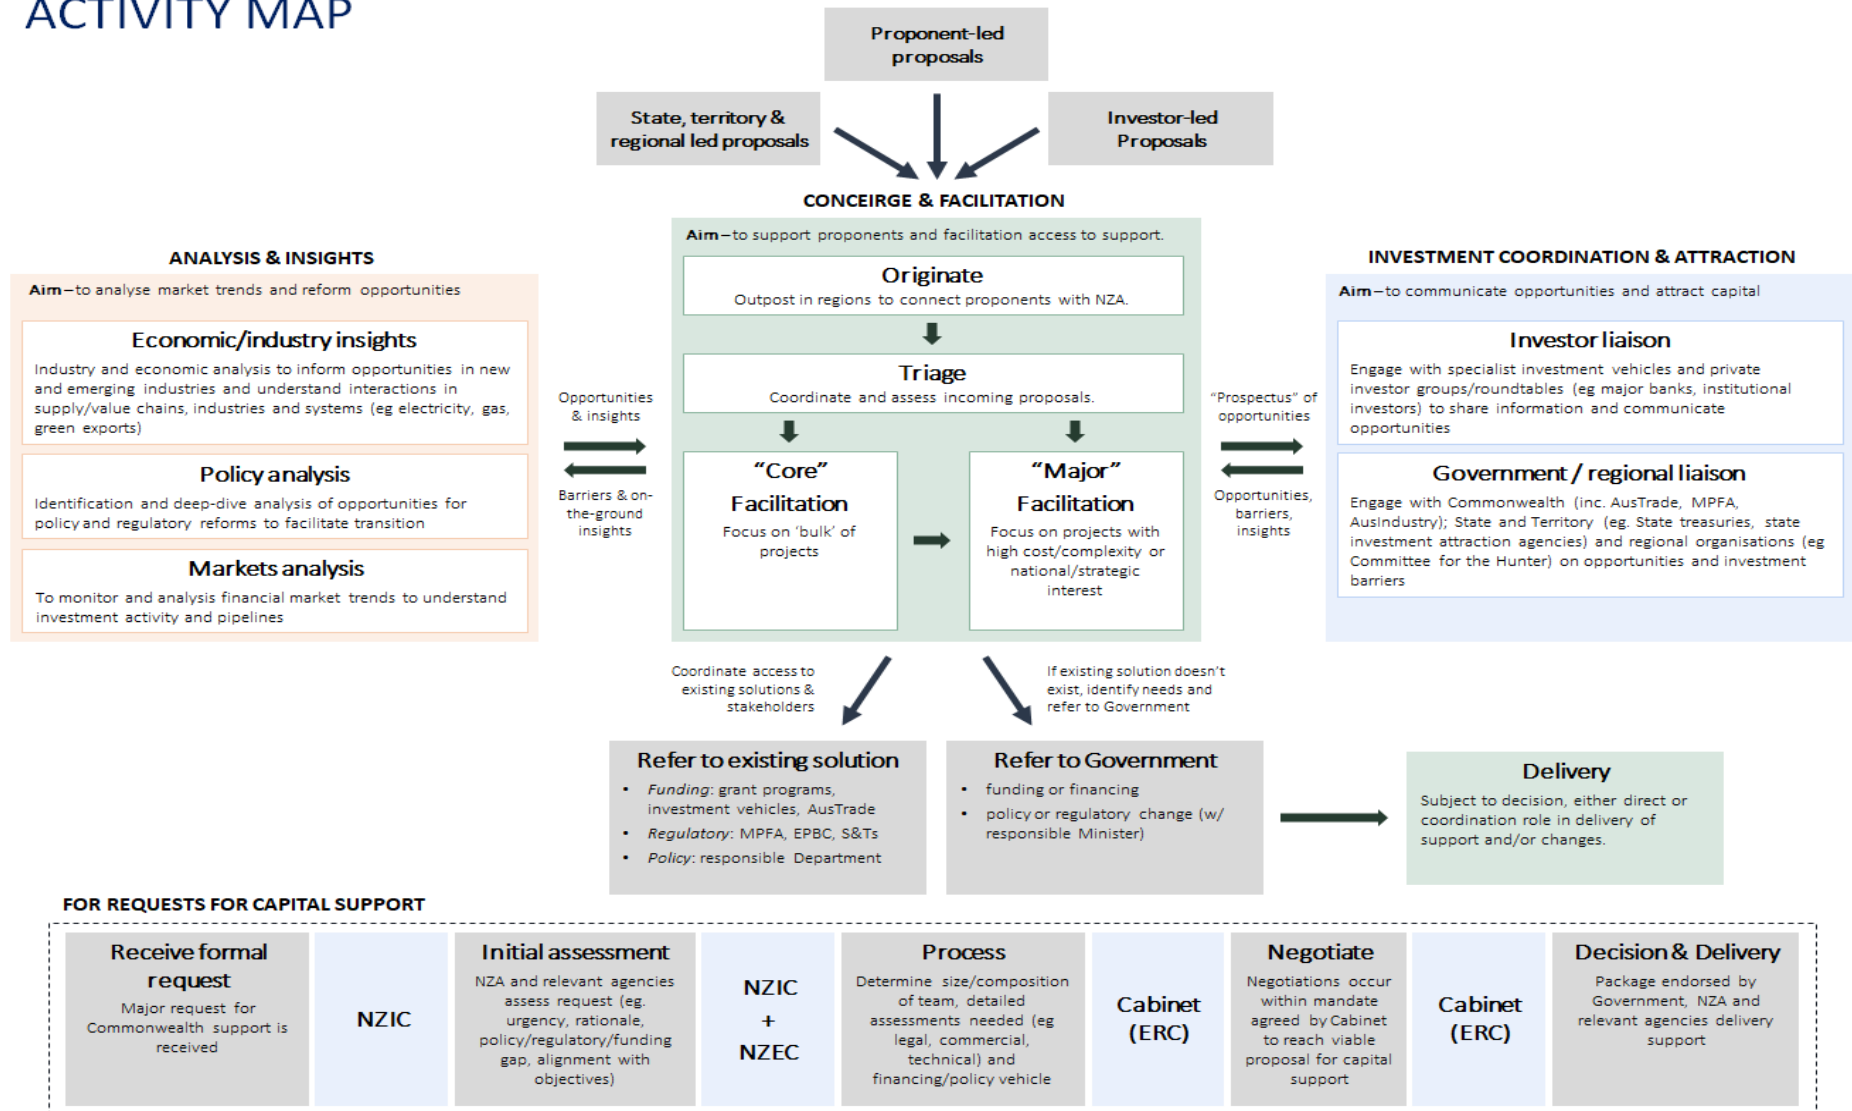 ACTIVITY MAP
Proponent-led
proposals
State, territory &
regional led proposals
Investor-led
Proposals
CONCEIRGE & FACILITATION
Aim – to support proponents and facilitation access to support.
Originate
Outpost in regions to connect proponents with NZA.
Triage
Coordinate and assess incoming proposals.
“Core”
Facilitation
Focus on ‘bulk’ of
projects
“Major”
Facilitation
Focus on projects with
high cost/complexity or
national/strategic
interest
ANALYSIS & INSIGHTS
Aim – to analyse market trends and reform opportunities
Economic/industry insights
Industry and economic analysis to inform opportunities in new
and emerging industries and understand interactions in
supply/value chains, industries and systems (eg electricity, gas,
green exports)
Policy analysis
Identification and deep-dive analysis of opportunities for
policy and regulatory reforms to facilitate transition
Markets analysis
To monitor and analysis financial market trends to understand
investment activity and pipelines
Opportunities
& insights
Barriers & on-
the-ground
insights
“Prospectus” of
opportunities
Opportunities,
barriers,
insights
INVESTMENT COORDINATION & ATTRACTION
Aim – to communicate opportunities and attract capital
Investor liaison
Engage with specialist investment vehicles and private
investor groups/roundtables (eg major banks, institutional
investors) to share information and communicate
opportunities
Government / regional liaison
Engage with Commonwealth (inc. AusTrade, MPFA,
AusIndustry); State and Territory (eg. State treasuries, state
investment attraction agencies) and regional organisations (eg
Committee for the Hunter) on opportunities and investment
barriers
Coordinate access to
existing solutions &
stakeholders
If existing solution doesn’t
exist, identify needs and
refer to Government
Refer to existing solution
• Funding: grant programs,
investment vehicles, AusTrade
• Regulatory: MPFA, EPBC, S&Ts
• Policy: responsible Department
Refer to Government
• funding or financing
• policy or regulatory change (w/
responsible Minister)
Delivery
Subject to decision, either direct or
coordination role in delivery of
support and/or changes.
FOR REQUESTS FOR CAPITAL SUPPORT
Receive formal
request
Major request for
Commonwealth support is
received
NZIC
Initial assessment
NZA and relevant agencies
assess request (eg.
urgency, rationale,
policy/regulatory/funding
gap, alignment with
objectives)
NZIC
+
NZEC
Process
Determine size/composition
of team, detailed
assessments needed (eg
legal, commercial,
technical) and
financing/policy vehicle
Cabinet
(ERC)
Negotiate
Negotiations occur
within mandate
agreed by Cabinet
to reach viable
proposal for capital
support
Cabinet
(ERC)
Decision & Delivery
Package endorsed by
Government, NZA and
relevant agencies delivery
support